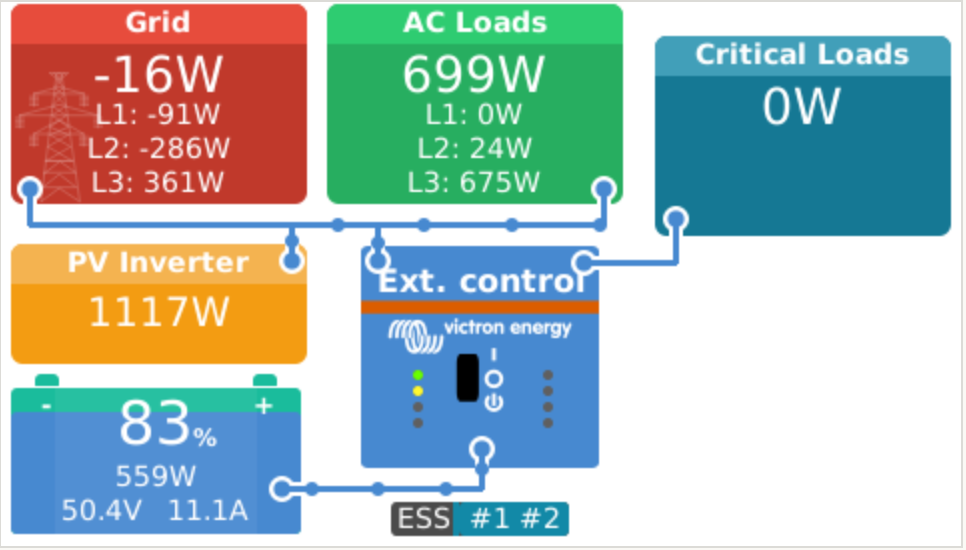 Grid
-16W
L1: -91W
L2: -286W
L3: 361W
AC Loads
699W
L1: 0W
L2: 24W
L3: 675W
Critical Loads
0W
PV Inverter
1117W
Ext. control
victron energy
- +
83%
559W
50.4V 11.1A
ESS #1 #2